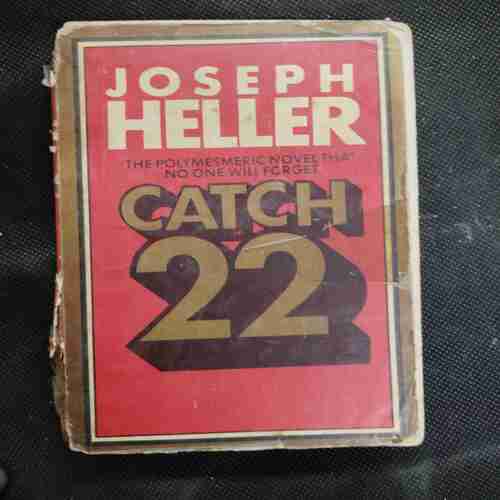 JOSEPH
HELLER
THE POLYMESMERIC NOVEL THAT
NO ONE WILL FORGET
CATCH
22